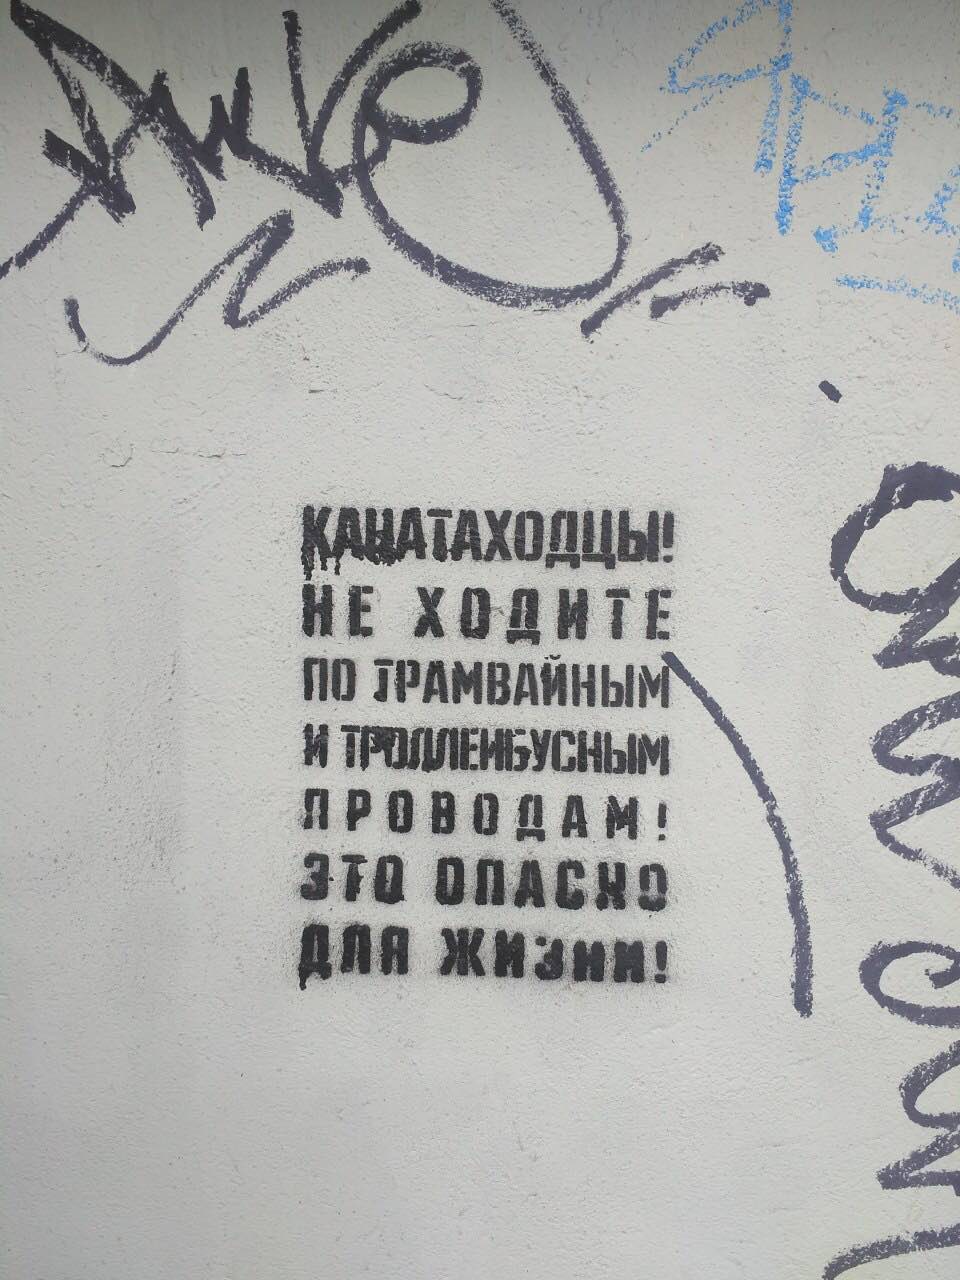 КАНАТАХОДЦЫ!
НЕ ХОДИТЕ
ПО ТРАМВАЙНЫМ
И ТРОЛЛЕЙБУСНЫМ
ПРОВОДАМ!
ЭТО ОПАСНО
ДЛЯ ЖИЗНИ!